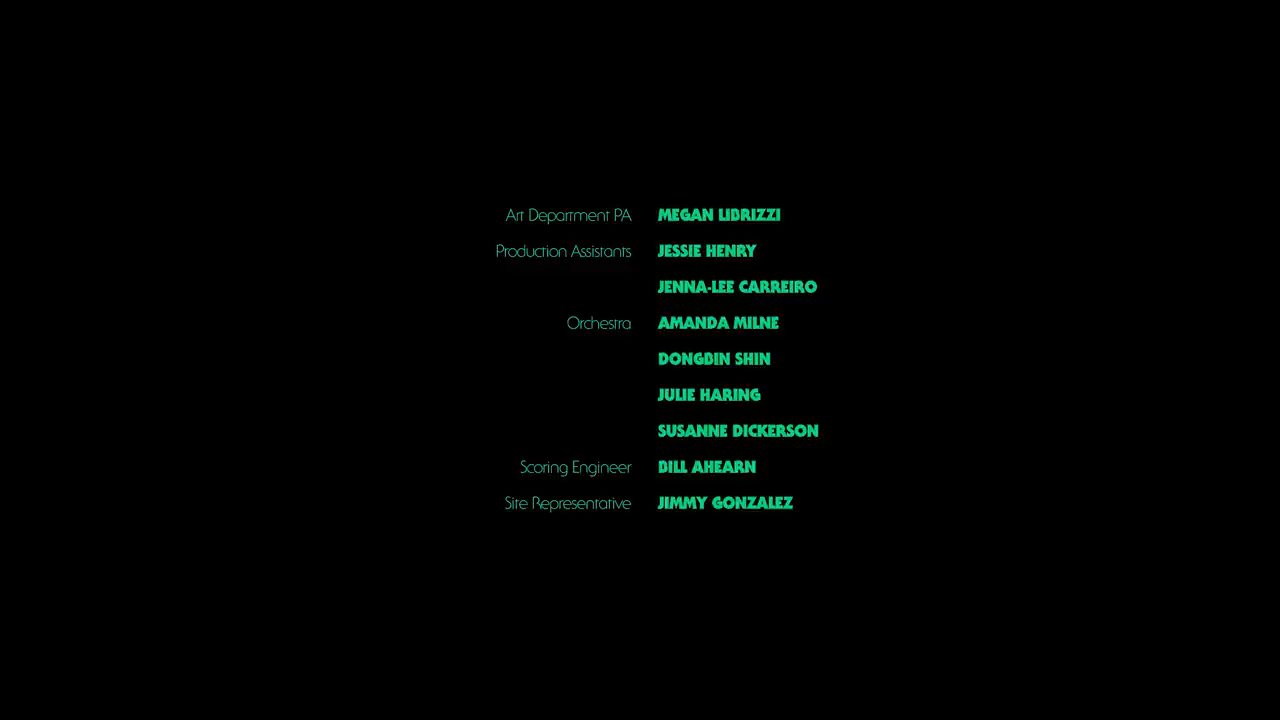 Art Department PA MEGAN LIBRIZZI
Production Assistants JESSIE HENRY
JENNA-LEE CARREIRO
Orchestra AMANDA MILNE
DONGBIN SHIN
JULIE HARING
SUSANNE DICKERSON
Scoring Engineer BILL AHEARN
Site Representative JIMMY GONZALEZ